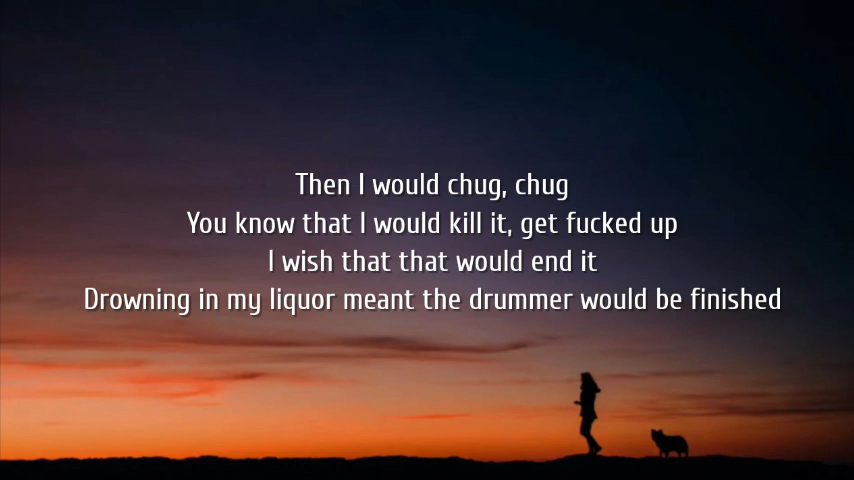 Then I would chug, chug
You know that I would kill it, get fucked up
I wish that that would end it
Drowning in my liquor meant the drummer would be finished